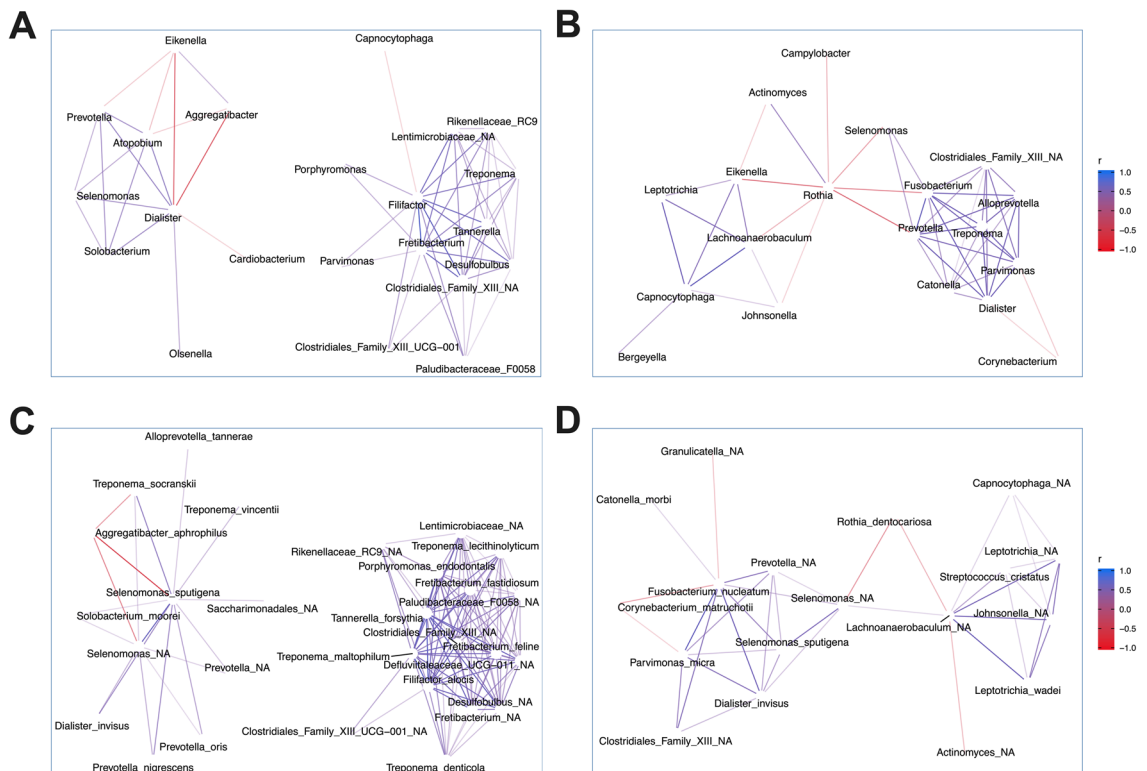 A
Eikenella
Capnocytophaga
Prevotella
Aggregatibacter
Rikenellaceae_RC9
Atopobium
Lentimicrobiaceae_NA
Porphyromonas
Treponema
Selenomonas
Filifactor
Dialister
Tannerella
Fretibacterium
Solobacterium
Cardiobacterium
Parvimonas
Desulfobulbus
Clostridiales_Family_XIII_NA
Olsenella
Clostridiales_Family_XIII_UCG−001
Paludibacteraceae_F0058
B
Campylobacter
Actinomyces
Selenomonas
Clostridiales_Family_XIII_NA
Eikenella
Leptotrichia
Rothia
Fusobacterium
Alloprevotella
Prevotella
Treponema
Lachnoanaerobaculum
Parvimonas
Catonella
Capnocytophaga
Dialister
Johnsonella
Bergeyella
Corynebacterium
r
1.0
0.5
0.0
−0.5
−1.0
C
Alloprevotella_tannerae
Treponema_socranskii
Treponema_vincentii
Aggregatibacter_aphrophilus
Lentimicrobiaceae_NA
Rikenellaceae_RC9_NA
Treponema_lecithinolyticum
Porphyromonas_endodontalis
Fretibacterium_fastidiosum
Selenomonas_sputigena
Paludibacteraceae_F0058_NA
Saccharimonadales_NA
Solobacterium_moorei
Tannerella_forsythia
Clostridiales_Family_XIII_NA
Fretibacterium_feline
Selenomonas_NA
Treponema_maltophilum
Prevotella_NA
Defluviitaleaceae_UCG−011_NA
Filifactor_alocis
Desulfobulbus_NA
Dialister_invisus
Fretibacterium_NA
Clostridiales_Family_XIII_UCG−001_NA
Prevotella_oris
Prevotella_nigrescens
Treponema_denticola
D
Granulicatella_NA
Capnocytophaga_NA
Catonella_morbi
Rothia_dentocariosa
Leptotrichia_NA
Prevotella_NA
Streptococcus_cristatus
Fusobacterium_nucleatum
Selenomonas_NA
Corynebacterium_matruchotii
Johnsonella_NA
Lachnoanaerobaculum_NA
Selenomonas_sputigena
Parvimonas_micra
Leptotrichia_wadei
Dialister_invisus
Clostridiales_Family_XIII_NA
Actinomyces_NA
r
1.0
0.5
0.0
−0.5
−1.0